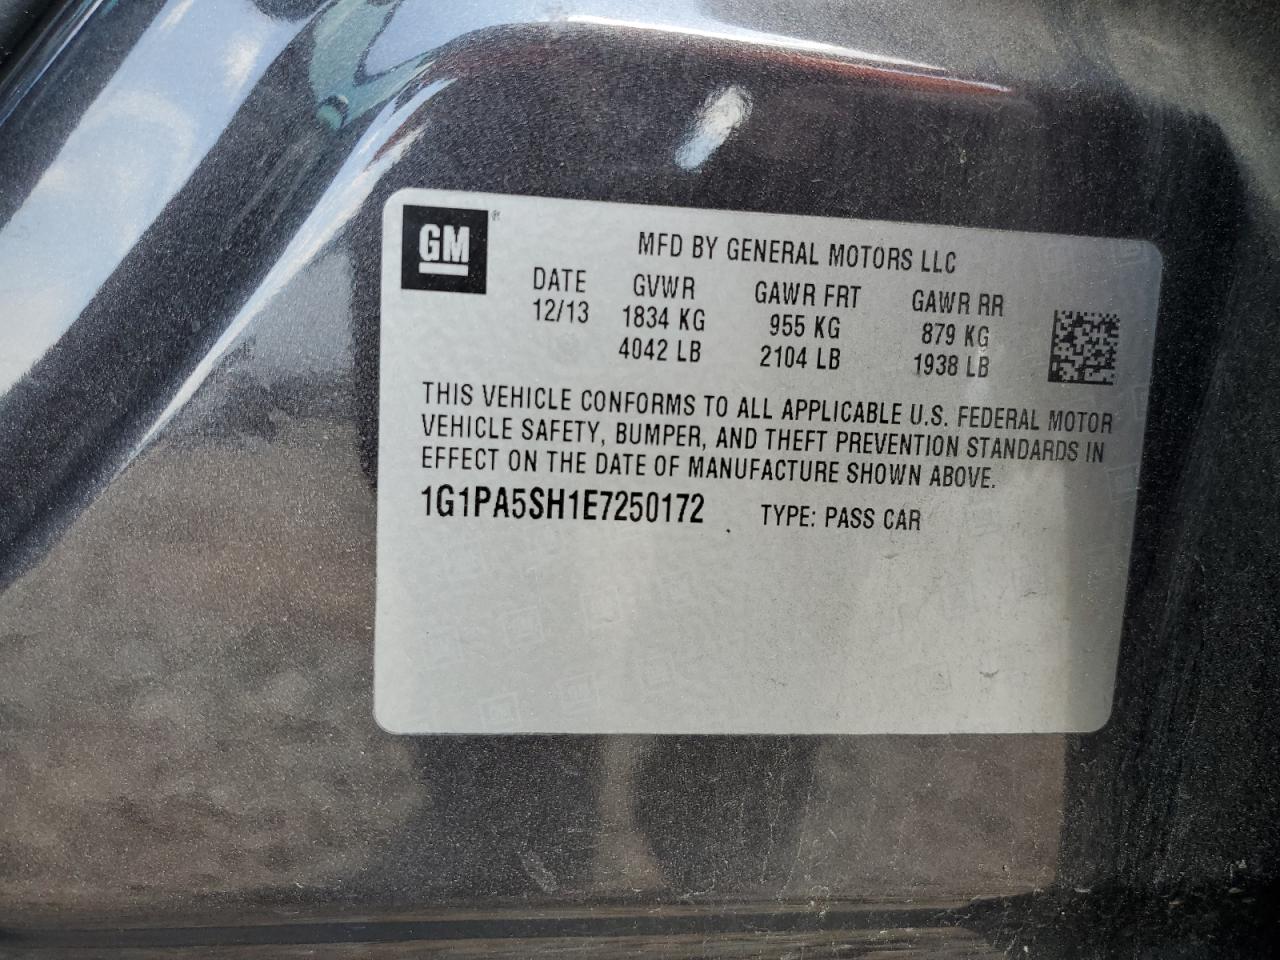 GM ®
MFD BY GENERAL MOTORS LLC
DATE GVWR GAWR FRT GAWR RR
12/13 1834 KG 955 KG 879 KG
4042 LB 2104 LB 1938 LB
THIS VEHICLE CONFORMS TO ALL APPLICABLE U.S. FEDERAL MOTOR
VEHICLE SAFETY, BUMPER, AND THEFT PREVENTION STANDARDS IN
EFFECT ON THE DATE OF MANUFACTURE SHOWN ABOVE.
1G1PA5SH1E7250172 TYPE: PASS CAR